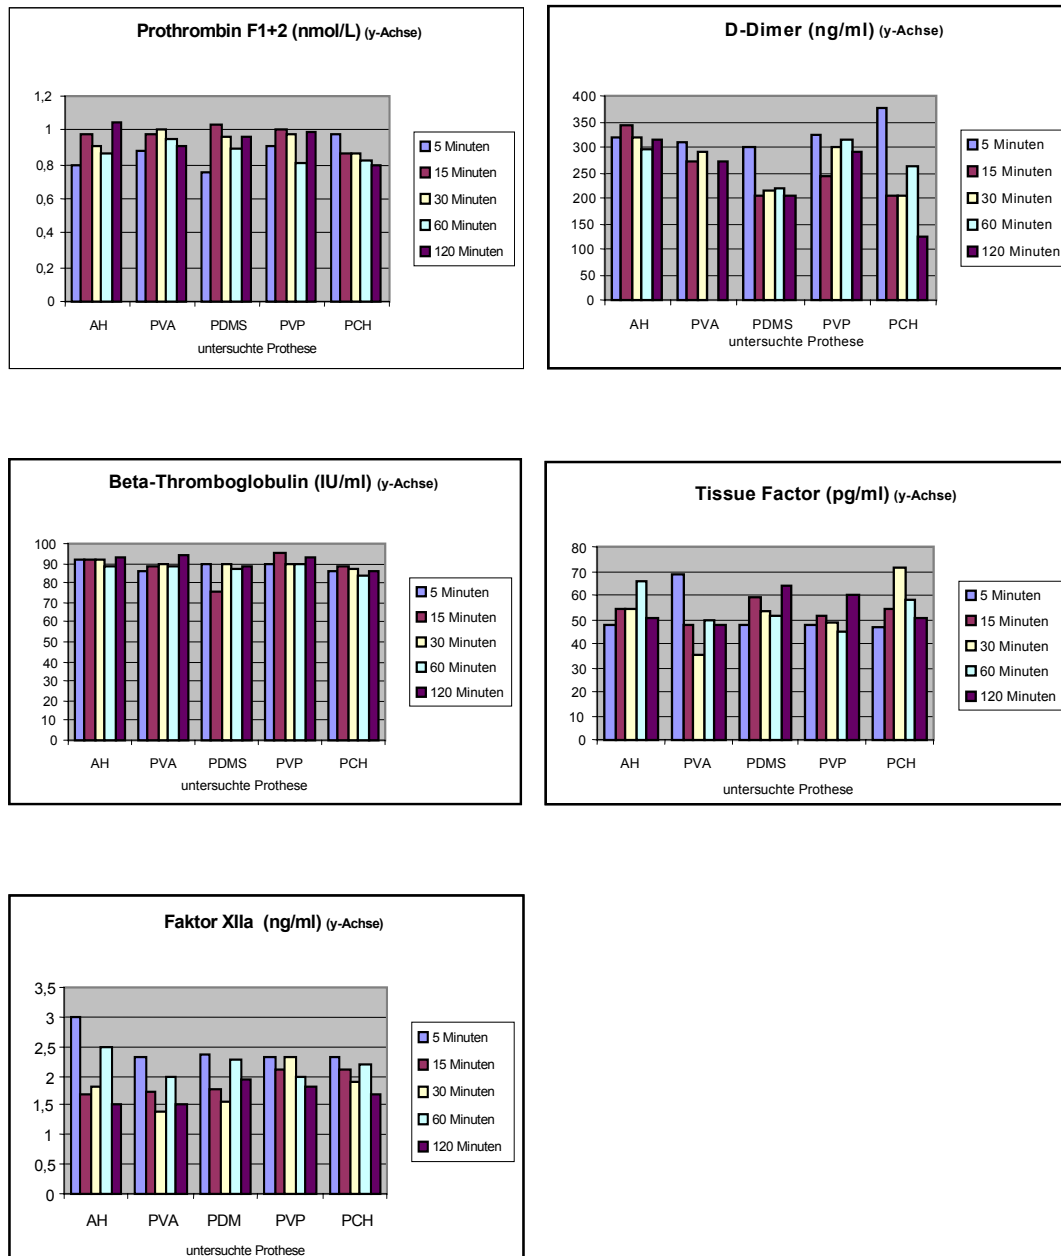 Prothrombin F1+2 (nmol/L) (y-Achse)
1,2
1
0,8
0,6
0,4
0,2
0
AH PVA PDMS PVP PCH
untersuchte Prothese
5 Minuten
15 Minuten
30 Minuten
60 Minuten
120 Minuten
D-Dimer (ng/ml) (y-Achse)
400
350
300
250
200
150
100
50
0
AH PVA PDMS PVP PCH
untersuchte Prothese
5 Minuten
15 Minuten
30 Minuten
60 Minuten
120 Minuten
Beta-Thromboglobulin (IU/ml) (y-Achse)
100
90
80
70
60
50
40
30
20
10
0
AH PVA PDMS PVP PCH
untersuchte Prothese
5 Minuten
15 Minuten
30 Minuten
60 Minuten
120 Minuten
Tissue Factor (pg/ml) (y-Achse)
80
70
60
50
40
30
20
10
0
AH PVA PDMS PVP PCH
untersuchte Prothese
5 Minuten
15 Minuten
30 Minuten
60 Minuten
120 Minuten
Faktor XIIa (ng/ml) (y-Achse)
3,5
3
2,5
2
1,5
1
0,5
0
AH PVA PDM PVP PCH
untersuchte Prothese
5 Minuten
15 Minuten
30 Minuten
60 Minuten
120 Minuten